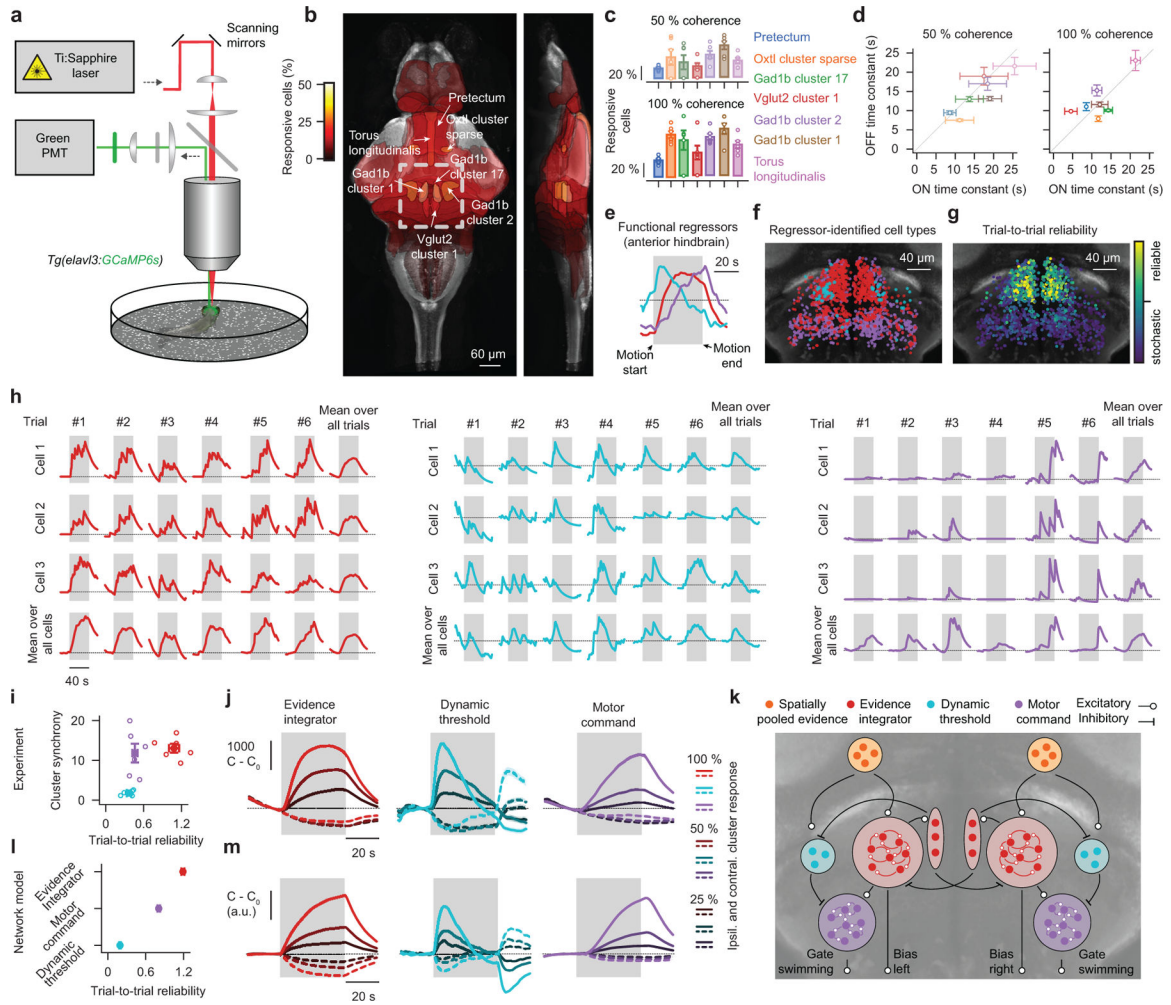 a
Ti:Sapphire
laser
Scanning
mirrors
Green
PMT
Tg(elavl3:GCaMP6s)
b
Responsive cells (%)
50
40
30
20
10
0
Pretectum
Oxtl cluster
sparse
Torus
longitudinalis
Gad1b
cluster 17
Gad1b
cluster 1
Gad1b
cluster 2
Vglut2
cluster 1
60 µm
c
50 % coherence
20 %
100 % coherence
20 %
Responsive
cells
Pretectum
Oxtl cluster sparse
Gad1b cluster 17
Vglut2 cluster 1
Gad1b cluster 2
Gad1b cluster 1
Torus
longitudinalis
d
50 % coherence
100 % coherence
OFF time constant (s)
25
20
15
10
5
0
0 5 10 15 20 25
0 5 10 15 20 25
ON time constant (s)
ON time constant (s)
e
Functional regressors
(anterior hindbrain)
20 s
Motion
start
Motion
end
f
Regressor-identified cell types
40 µm
g
Trial-to-trial reliability
40 µm
reliable
stochastic
h
Trial #1 #2 #3 #4 #5 #6 Mean over
all trials
Cell 1
Cell 2
Cell 3
Mean over
all cells
40 s
Trial #1 #2 #3 #4 #5 #6 Mean over
all trials
Cell 1
Cell 2
Cell 3
Mean over
all cells
Trial #1 #2 #3 #4 #5 #6 Mean over
all trials
Cell 1
Cell 2
Cell 3
Mean over
all cells
i
Experiment
Cluster synchrony
20
10
0
0 0.6 1.2
Trial-to-trial reliability
j
Evidence
integrator
Dynamic
threshold
Motor
command
1000
C - C0
20 s
100 %
50 %
25 %
Ipsil. and contral. cluster response
k
Spatially
pooled evidence
Evidence
integrator
Dynamic
threshold
Motor
command
Excitatory
Inhibitory
Gate
swimming
Bias
left
Bias
right
Gate
swimming
l
Network model
Evidence
Integrator
Motor
command
Dynamic
threshold
0 0.6 1.2
Trial-to-trial reliability
m
C - C0
(a.u.)
20 s